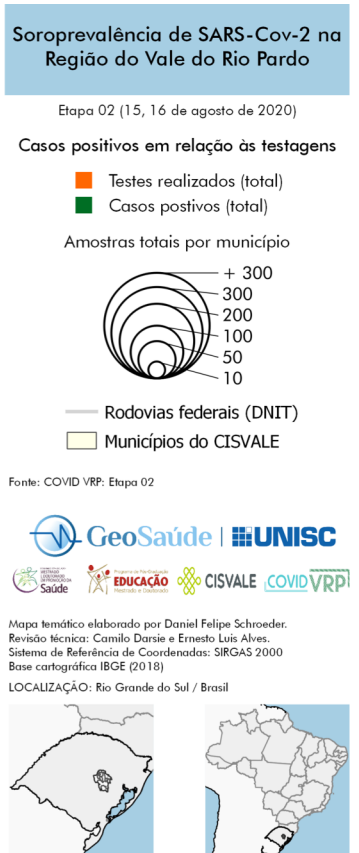 Soroprevalência de SARS-Cov-2 na
Região do Vale do Rio Pardo
Etapa 02 (15, 16 de agosto de 2020)
Casos positivos em relação às testagens
Testes realizados (total)
Casos postivos (total)
Amostras totais por município
+ 300
300
200
100
50
10
Rodovias federais (DNIT)
Municípios do CISVALE
Fonte: COVID VRP: Etapa 02
GeoSaúde | UNISC
Saúde
Programa de Pós-Graduação
EDUCAÇÃO
Mestrado e Doutorado
CISVALE
COVID VRP
Mapa temático elaborado por Daniel Felipe Schroeder.
Revisão técnica: Camilo Darsie e Ernesto Luis Alves.
Sistema de Referência de Coordenadas: SIRGAS 2000
Base cartográfica IBGE (2018)
LOCALIZAÇÃO: Rio Grande do Sul / Brasil